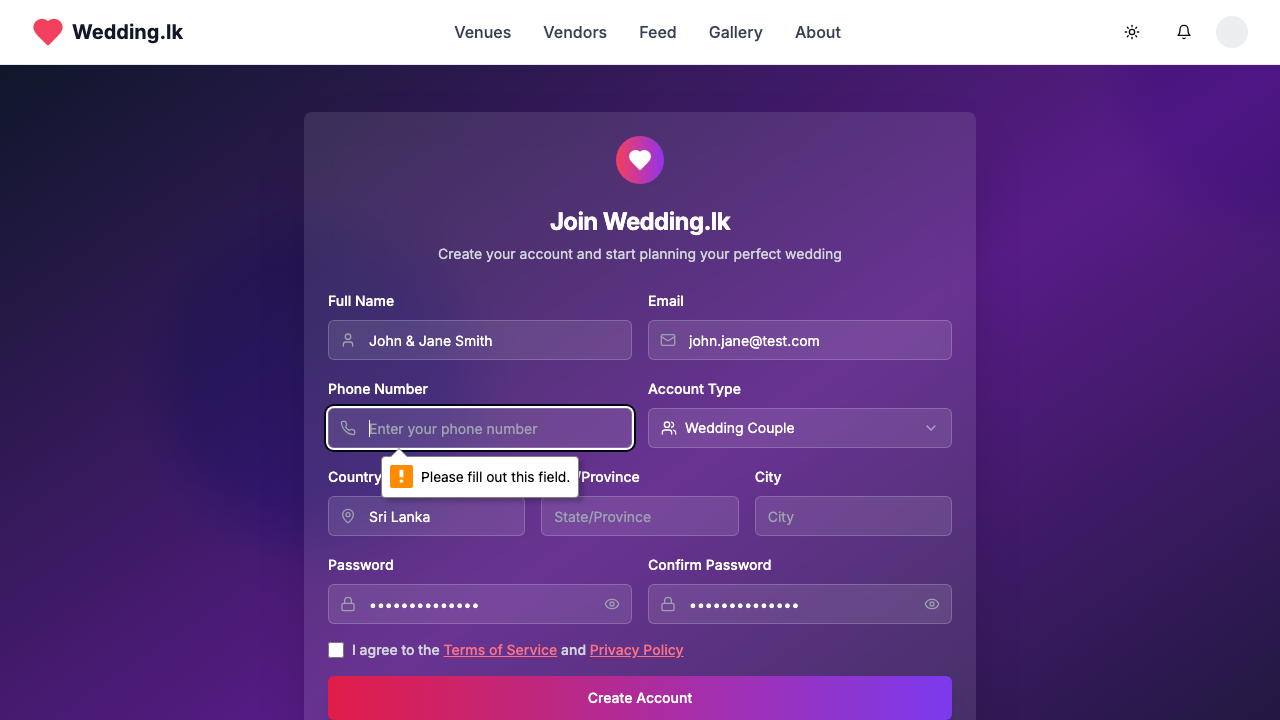 Wedding.lk
Venues Vendors Feed Gallery About
Join Wedding.lk
Create your account and start planning your perfect wedding
Full Name Email
John & Jane Smith john.jane@test.com
Phone Number Account Type
Enter your phone number Wedding Couple
Please fill out this field.
Country /Province City
Sri Lanka State/Province City
Password Confirm Password
I agree to the Terms of Service and Privacy Policy
Create Account